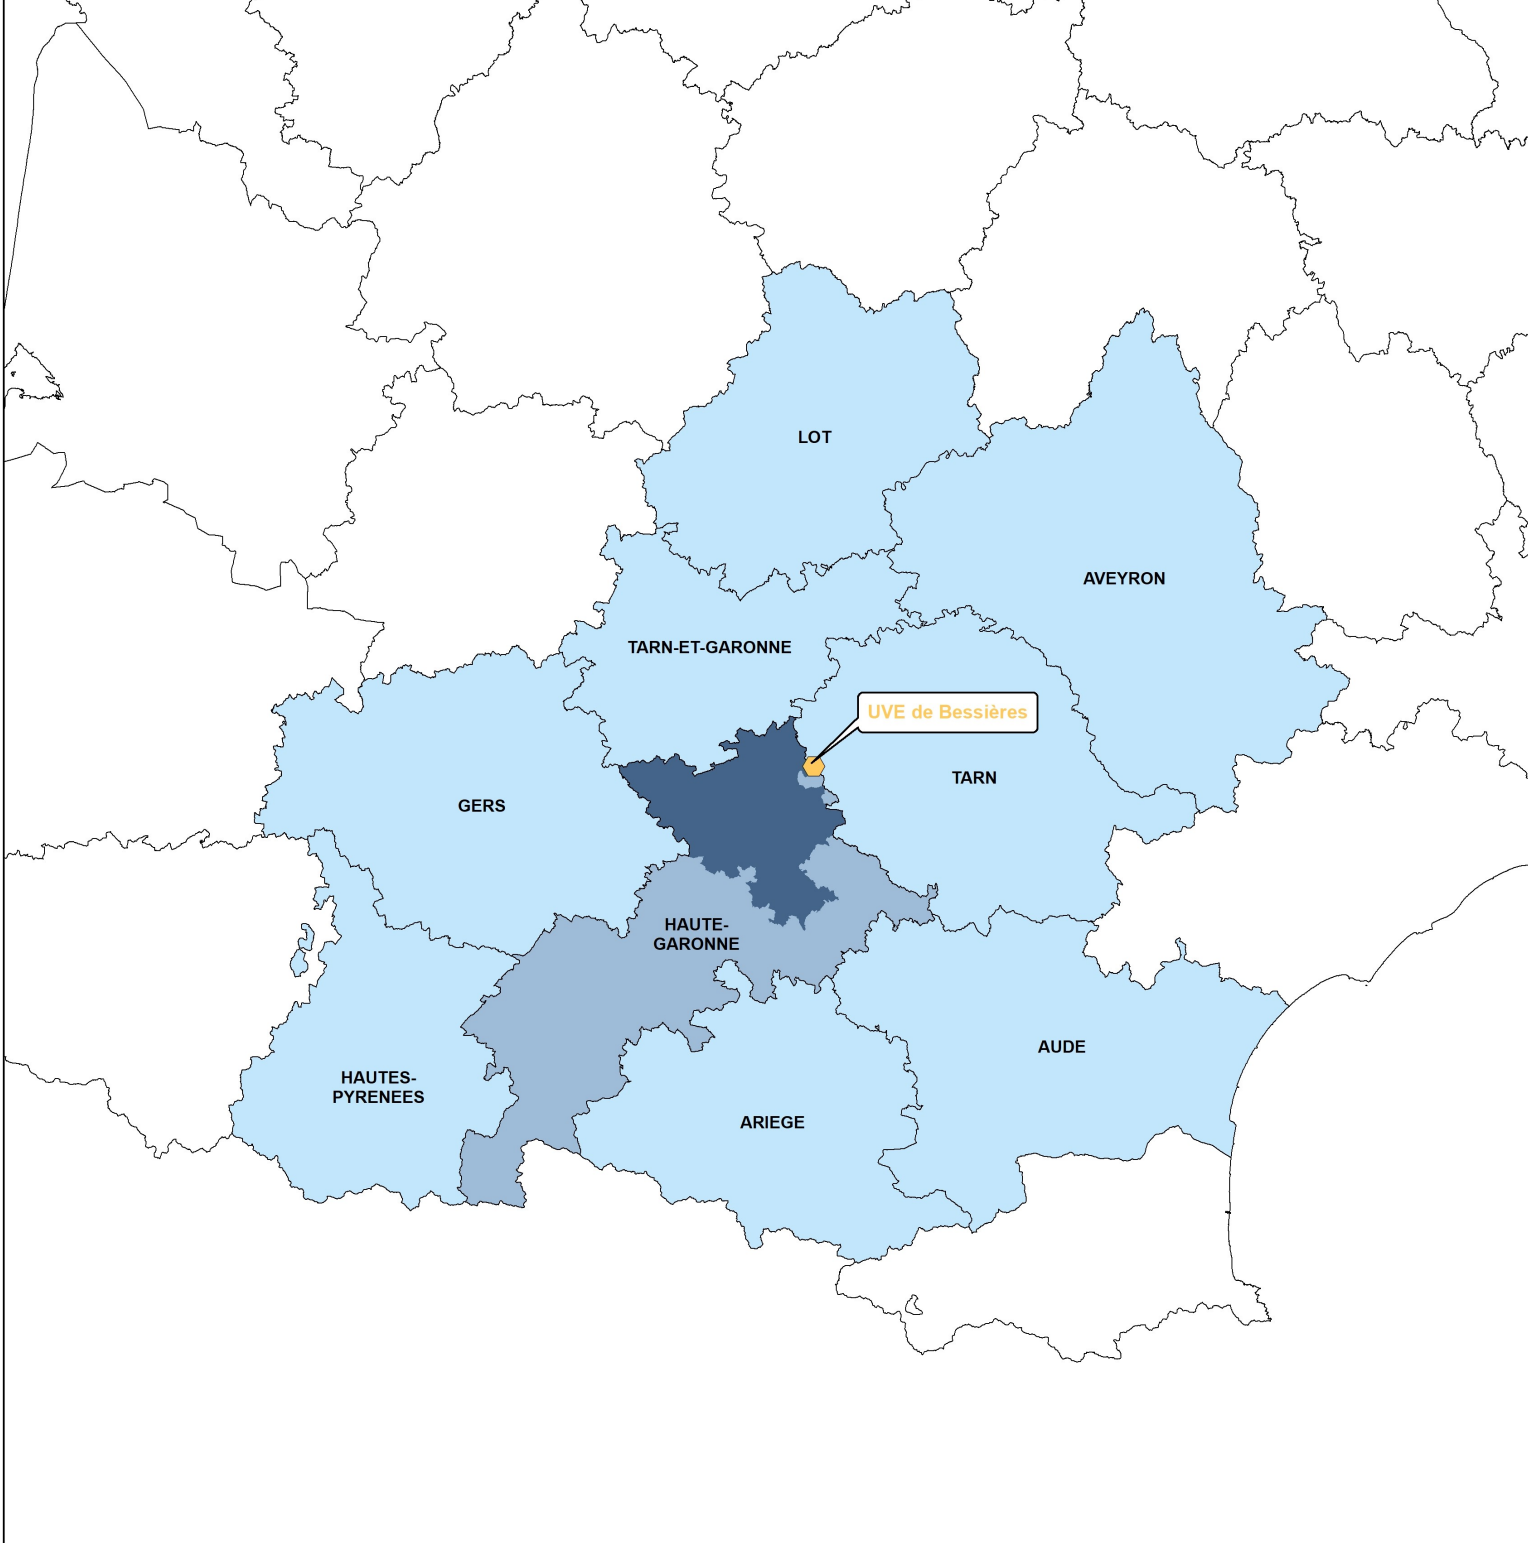 LOT
AVEYRON
TARN-ET-GARONNE
UVE de Bessières
TARN
GERS
HAUTE-
GARONNE
AUDE
HAUTES-
PYRENEES
ARIEGE